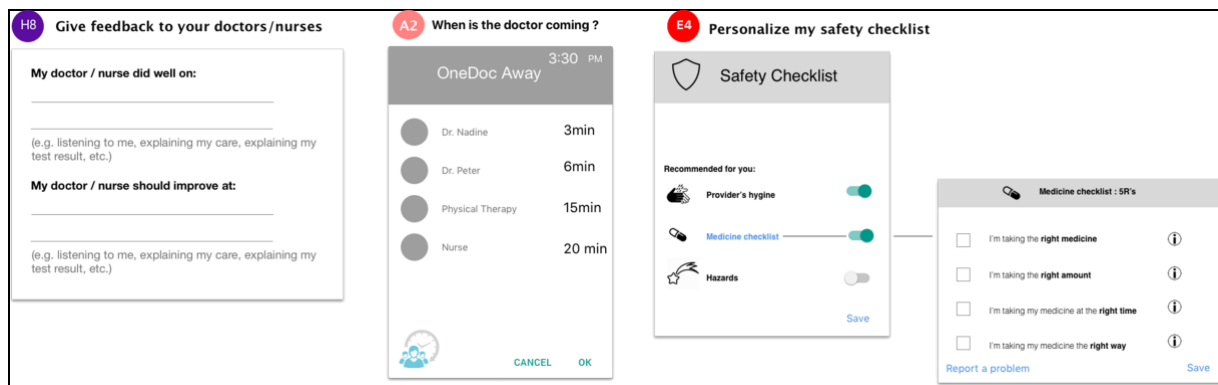 H8 Give feedback to your doctors/nurses
My doctor / nurse did well on:
(e.g. listening to me, explaining my care, explaining my
test result, etc.)
My doctor / nurse should improve at:
(e.g. listening to me, explaining my care, explaining my
test result, etc.)
A2 When is the doctor coming ?
3:30 PM
OneDoc Away
Dr. Nadine 3min
Dr. Peter 6min
Physical Therapy 15min
Nurse 20 min
CANCEL OK
E4 Personalize my safety checklist
Safety Checklist
Recommended for you:
Provider's hygine
Medicine checklist
Hazards
Save
Medicine checklist : 5R's
I'm taking the right medicine
I'm taking the right amount
I'm taking my medicine at the right time
I'm taking my medicine the right way
Report a problem Save